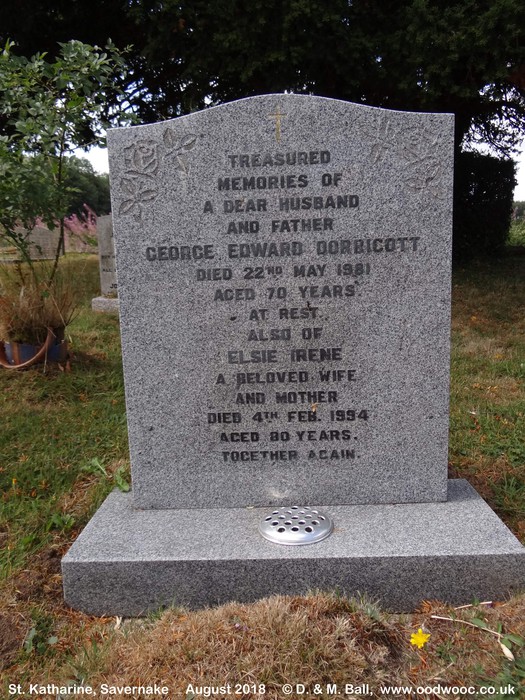 TREASURED
MEMORIES OF
A DEAR HUSBAND
AND FATHER
GEORGE EDWARD DOBBICOTT
DIED 22ND MAY 1981
AGED 70 YEARS
AT REST.
ALSO OF
ELSIE IRENE
A BELOVED WIFE
AND MOTHER
DIED 4TH FEB. 1994
AGED 80 YEARS.
TOGETHER AGAIN.
St. Katharine, Savernake August 2018 © D. & M. Ball, www.oodwooc.co.uk